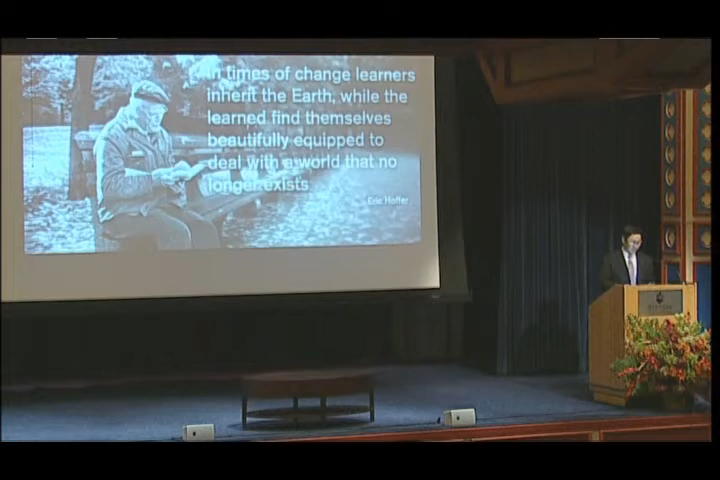 In times of change learners
inherit the Earth, while the
learned find themselves
beautifully equipped to
deal with a world that no
longer exists
Eric Hoffer